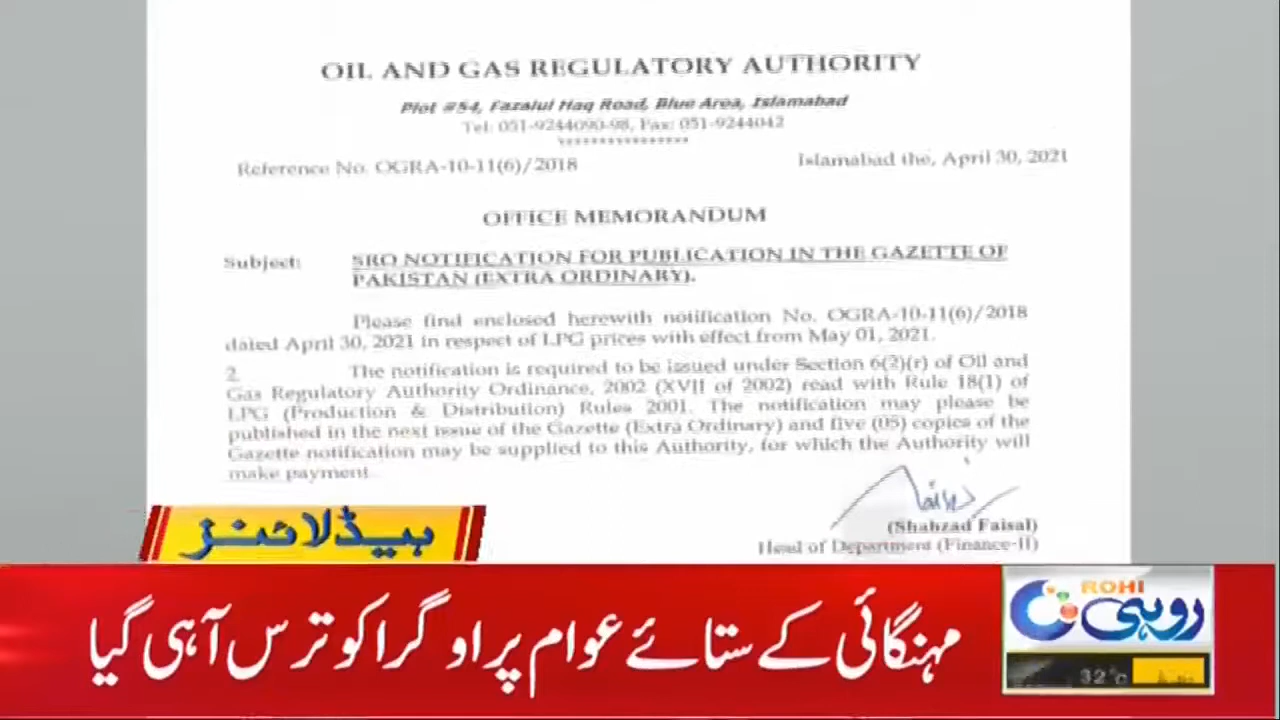 OIL AND GAS REGULATORY AUTHORITY
Plot #54, Fazalul Haq Road, Blue Area, Islamabad
Tel: 051-9244090-98, Fax: 051-9244042
****************
Reference No. OGRA-10-11(6)/2018
Islamabad the, April 30, 2021
OFFICE MEMORANDUM
Subject: SRO NOTIFICATION FOR PUBLICATION IN THE GAZETTE OF
PAKISTAN (EXTRA ORDINARY).
Please find enclosed herewith notification No. OGRA-10-11(6)/2018
dated April 30, 2021 in respect of LPG prices with effect from May 01, 2021.
2. The notification is required to be issued under Section 6(2)(r) of Oil and
Gas Regulatory Authority Ordinance, 2002 (XVII of 2002) read with Rule 18(1) of
LPG (Production & Distribution) Rules 2001. The notification may please be
published in the next issue of the Gazette (Extra Ordinary) and five (05) copies of the
Gazette notification may be supplied to this Authority, for which the Authority will
make payment.
(Shahzad Faisal)
Head of Department (Finance-II)
ہیڈلائنز
مہنگائی کے ستائے عوام پر اوگرا کو ترس آ ہی گیا
ROHI
روہی
32°C